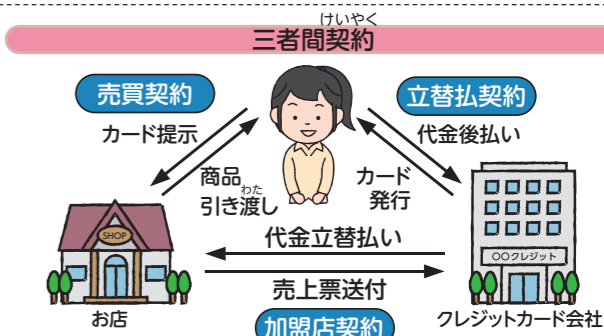 けいやく
三者間契約
売買契約
立替払契約
カード提示
代金後払い
商品
わた
引き渡し
カード
発行
代金立替払い
SHOP
〇〇クレジット
売上票送付
お店
加盟店契約
クレジットカード会社